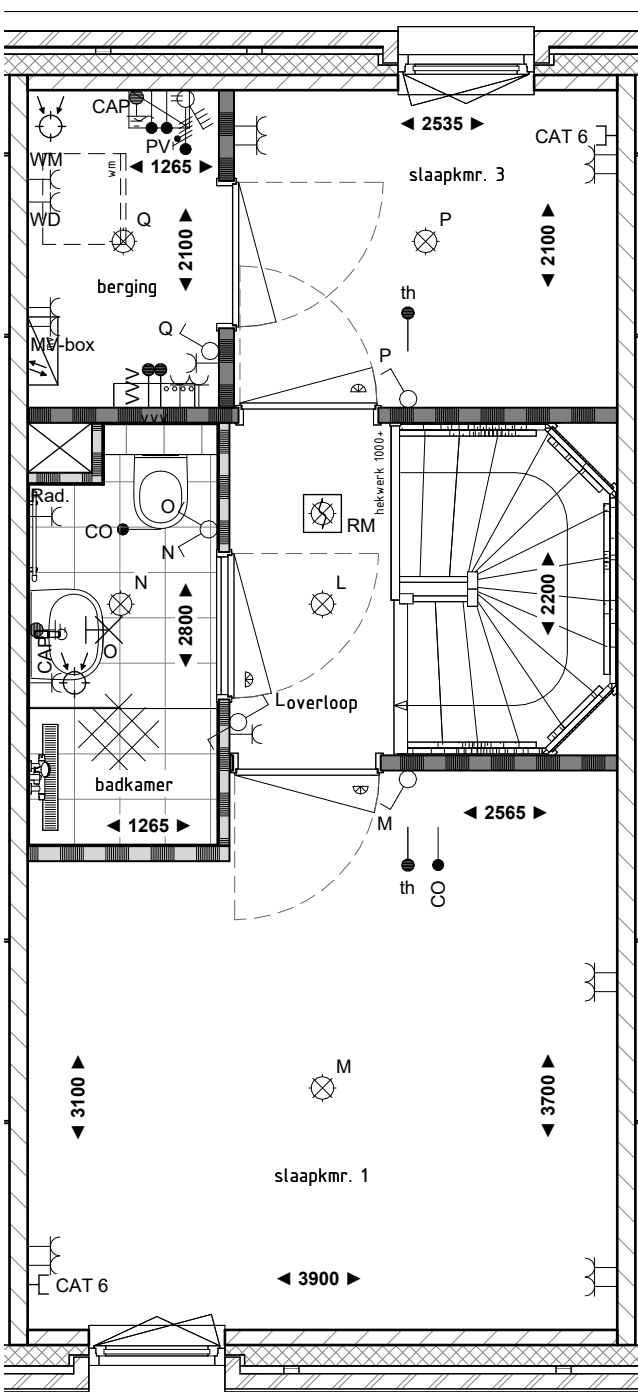 CAP
2535
CAT 6
PV
WM
wm
1265
slaapkmr. 3
WD
Q
P
2100
2100
berging
th
Q
MV-box
P
hekwerk 1000+
Rad.
O
RM
CO
N
N
L
2800
2200
CAP
O
L
overloop
badkamer
M
1265
2565
th
CO
M
3100
3700
slaapkmr. 1
CAT 6
3900